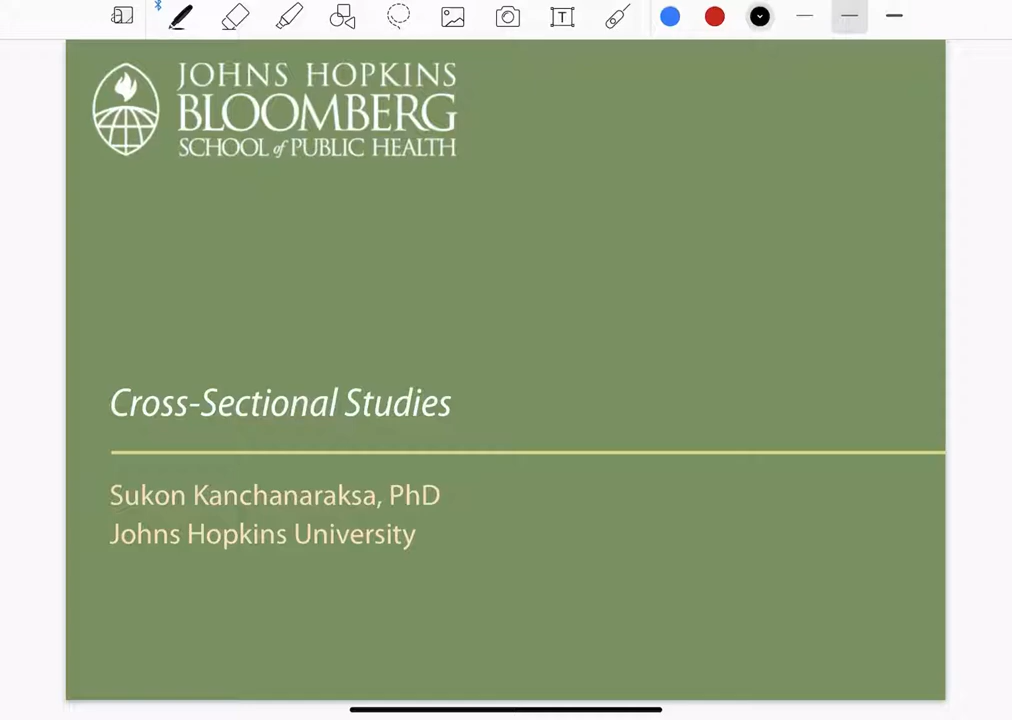 JOHNS HOPKINS
BLOOMBERG
SCHOOL of PUBLIC HEALTH
Cross-Sectional Studies
Sukon Kanchanaraksa, PhD
Johns Hopkins University